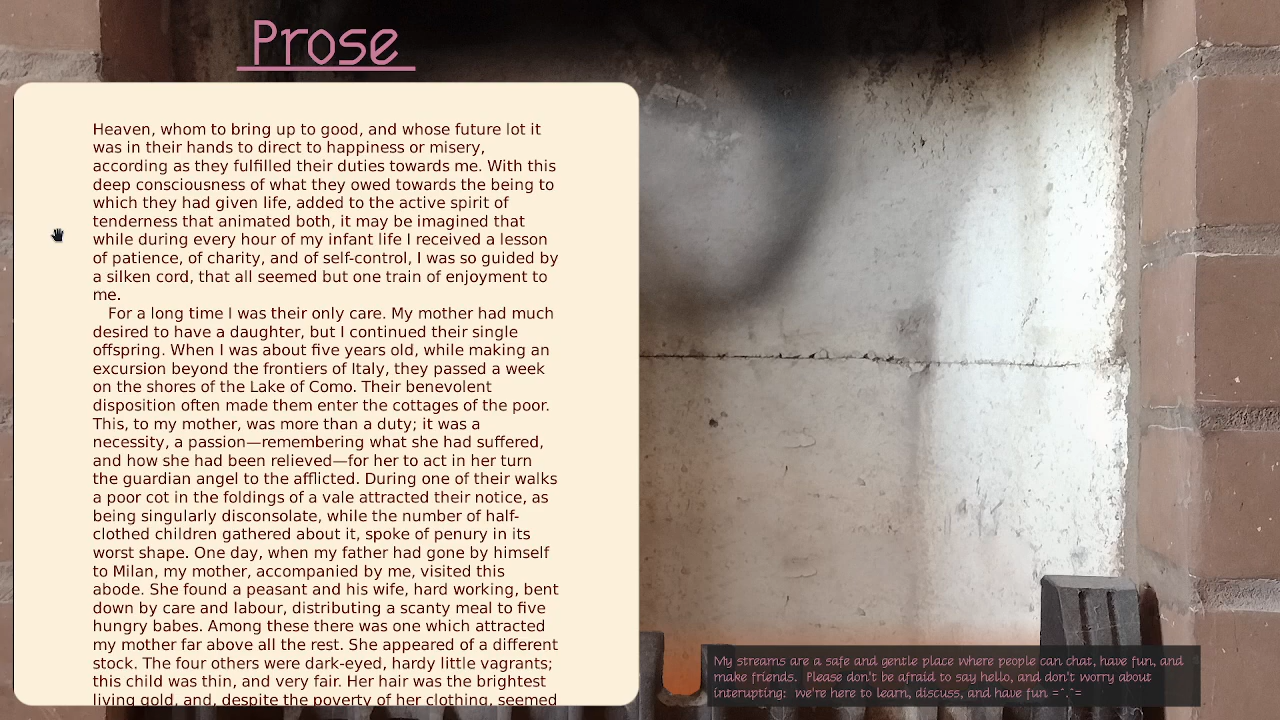 Prose
Heaven, whom to bring up to good, and whose future lot it
was in their hands to direct to happiness or misery,
according as they fulfilled their duties towards me. With this
deep consciousness of what they owed towards the being to
which they had given life, added to the active spirit of
tenderness that animated both, it may be imagined that
while during every hour of my infant life I received a lesson
of patience, of charity, and of self-control, I was so guided by
a silken cord, that all seemed but one train of enjoyment to
me.
For a long time I was their only care. My mother had much
desired to have a daughter, but I continued their single
offspring. When I was about five years old, while making an
excursion beyond the frontiers of Italy, they passed a week
on the shores of the Lake of Como. Their benevolent
disposition often made them enter the cottages of the poor.
This, to my mother, was more than a duty; it was a
necessity, a passion—remembering what she had suffered,
and how she had been relieved—for her to act in her turn
the guardian angel to the afflicted. During one of their walks
a poor cot in the foldings of a vale attracted their notice, as
being singularly disconsolate, while the number of half-
clothed children gathered about it, spoke of penury in its
worst shape. One day, when my father had gone by himself
to Milan, my mother, accompanied by me, visited this
abode. She found a peasant and his wife, hard working, bent
down by care and labour, distributing a scanty meal to five
hungry babes. Among these there was one which attracted
my mother far above all the rest. She appeared of a different
stock. The four others were dark-eyed, hardy little vagrants;
this child was thin, and very fair. Her hair was the brightest
living gold, and, despite the poverty of her clothing, seemed
My streams are a safe and gentle place where people can chat, have fun, and
make friends. Please don't be afraid to say hello, and don't worry about
interupting: we're here to learn, discuss, and have fun =^.^=